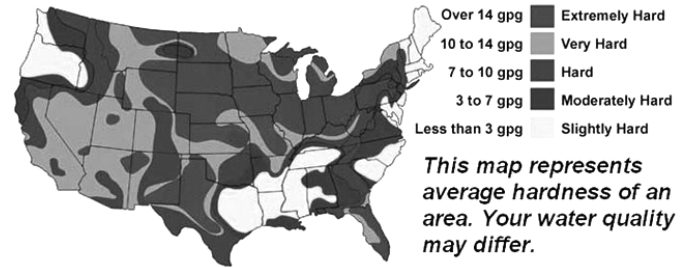 Over 14 gpg Extremely Hard
10 to 14 gpg Very Hard
7 to 10 gpg Hard
3 to 7 gpg Moderately Hard
Less than 3 gpg Slightly Hard
This map represents
average hardness of an
area. Your water quality
may differ.